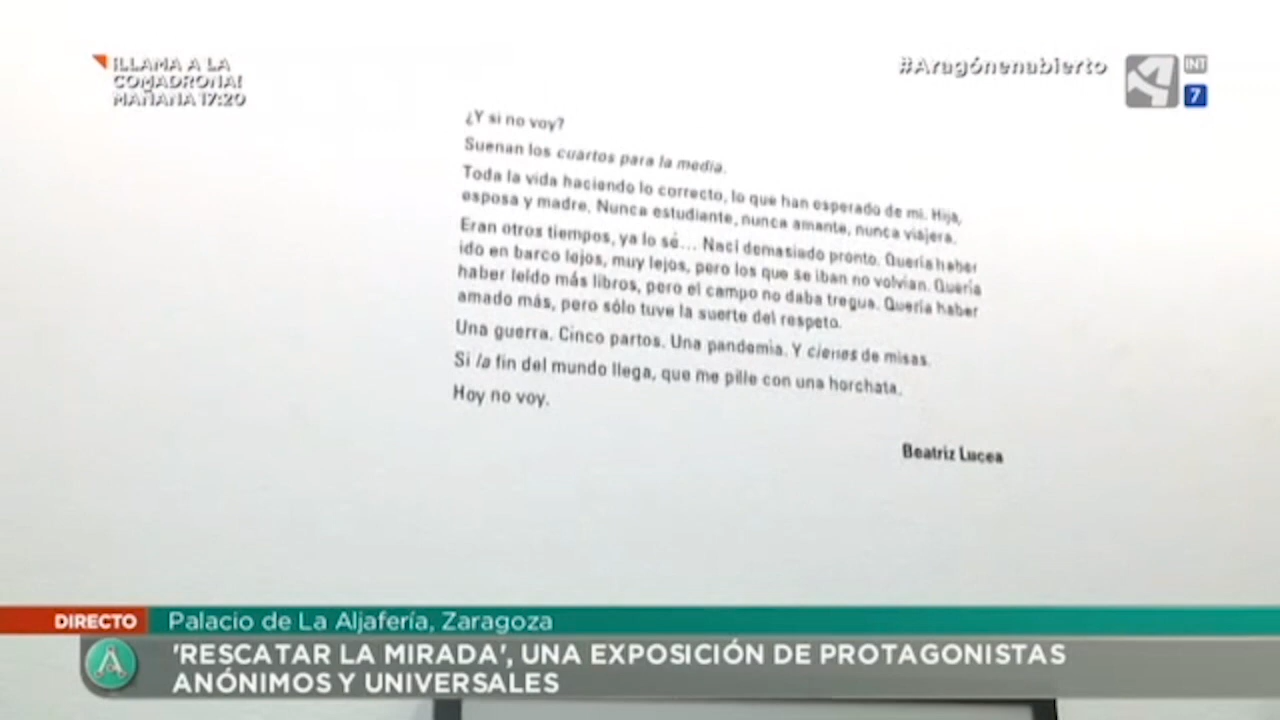 ¡LLAMA A LA
COMADRONA!
MAÑANA 17:20
#Aragónenabierto
INT
7
¿Y si no voy?
Suenan los cuartos para la media.
Toda la vida haciendo lo correcto, lo que han esperado de mi. Hija,
esposa y madre. Nunca estudiante, nunca amante, nunca viajera.
Eran otros tiempos, ya lo sé... Nací demasiado pronto. Quería haber
ido en barco lejos, muy lejos, pero los que se iban no volvían. Quería
haber leído más libros, pero el campo no daba tregua. Quería haber
amado más, pero sólo tuve la suerte del respeto.
Una guerra. Cinco partos. Una pandemia. Y cienes de misas.
Si la fin del mundo llega, que me pille con una horchata.
Hoy no voy.
Beatriz Lucea
DIRECTO
Palacio de La Aljafería, Zaragoza
'RESCATAR LA MIRADA', UNA EXPOSICIÓN DE PROTAGONISTAS
ANÓNIMOS Y UNIVERSALES